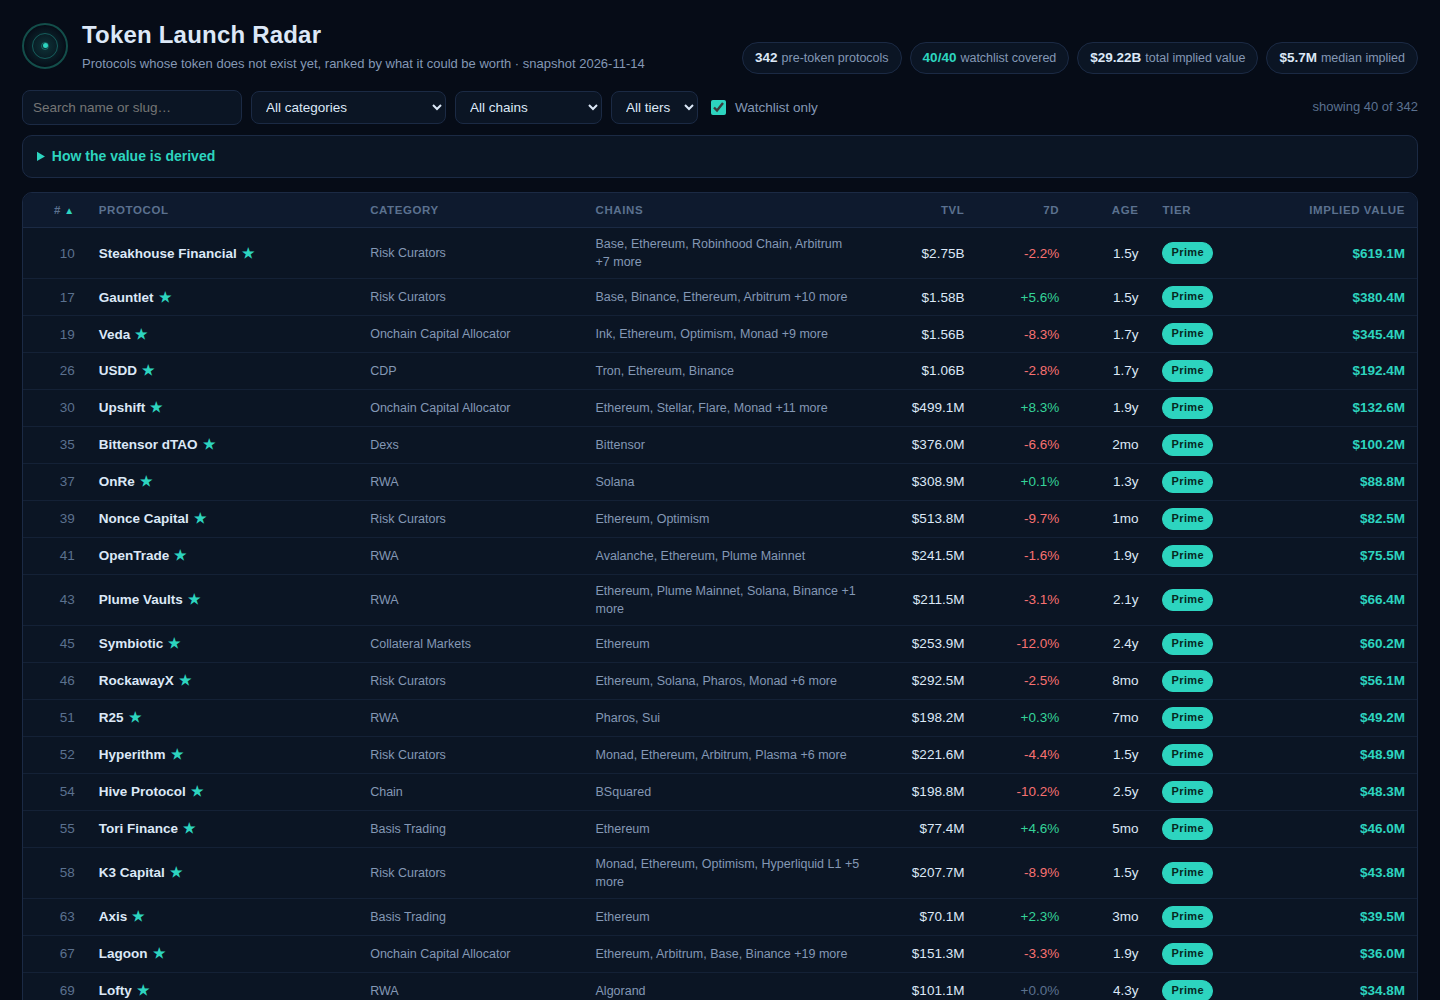 Token Launch Radar
Protocols whose token does not exist yet, ranked by what it could be worth · snapshot 2026-11-14
342 pre-token protocols
40/40 watchlist covered
$29.22B total implied value
$5.7M median implied
Search name or slug…
All categories
All chains
All tiers
Watchlist only
showing 40 of 342
▶ How the value is derived
# ▲ PROTOCOL CATEGORY CHAINS TVL 7D AGE TIER IMPLIED VALUE
10 Steakhouse Financial ★ Risk Curators Base, Ethereum, Robinhood Chain, Arbitrum $2.75B -2.2% 1.5y Prime $619.1M
+7 more
17 Gauntlet ★ Risk Curators Base, Binance, Ethereum, Arbitrum +10 more $1.58B +5.6% 1.5y Prime $380.4M
19 Veda ★ Onchain Capital Allocator Ink, Ethereum, Optimism, Monad +9 more $1.56B -8.3% 1.7y Prime $345.4M
26 USDD ★ CDP Tron, Ethereum, Binance $1.06B -2.8% 1.7y Prime $192.4M
30 Upshift ★ Onchain Capital Allocator Ethereum, Stellar, Flare, Monad +11 more $499.1M +8.3% 1.9y Prime $132.6M
35 Bittensor dTAO ★ Dexs Bittensor $376.0M -6.6% 2mo Prime $100.2M
37 OnRe ★ RWA Solana $308.9M +0.1% 1.3y Prime $88.8M
39 Nonce Capital ★ Risk Curators Ethereum, Optimism $513.8M -9.7% 1mo Prime $82.5M
41 OpenTrade ★ RWA Avalanche, Ethereum, Plume Mainnet $241.5M -1.6% 1.9y Prime $75.5M
43 Plume Vaults ★ RWA Ethereum, Plume Mainnet, Solana, Binance +1 $211.5M -3.1% 2.1y Prime $66.4M
more
45 Symbiotic ★ Collateral Markets Ethereum $253.9M -12.0% 2.4y Prime $60.2M
46 RockawayX ★ Risk Curators Ethereum, Solana, Pharos, Monad +6 more $292.5M -2.5% 8mo Prime $56.1M
51 R25 ★ RWA Pharos, Sui $198.2M +0.3% 7mo Prime $49.2M
52 Hyperithm ★ Risk Curators Monad, Ethereum, Arbitrum, Plasma +6 more $221.6M -4.4% 1.5y Prime $48.9M
54 Hive Protocol ★ Chain BSquared $198.8M -10.2% 2.5y Prime $48.3M
55 Tori Finance ★ Basis Trading Ethereum $77.4M +4.6% 5mo Prime $46.0M
58 K3 Capital ★ Risk Curators Monad, Ethereum, Optimism, Hyperliquid L1 +5 $207.7M -8.9% 1.5y Prime $43.8M
more
63 Axis ★ Basis Trading Ethereum $70.1M +2.3% 3mo Prime $39.5M
67 Lagoon ★ Onchain Capital Allocator Ethereum, Arbitrum, Base, Binance +19 more $151.3M -3.3% 1.9y Prime $36.0M
69 Lofty ★ RWA Algorand $101.1M +0.0% 4.3y Prime $34.8M